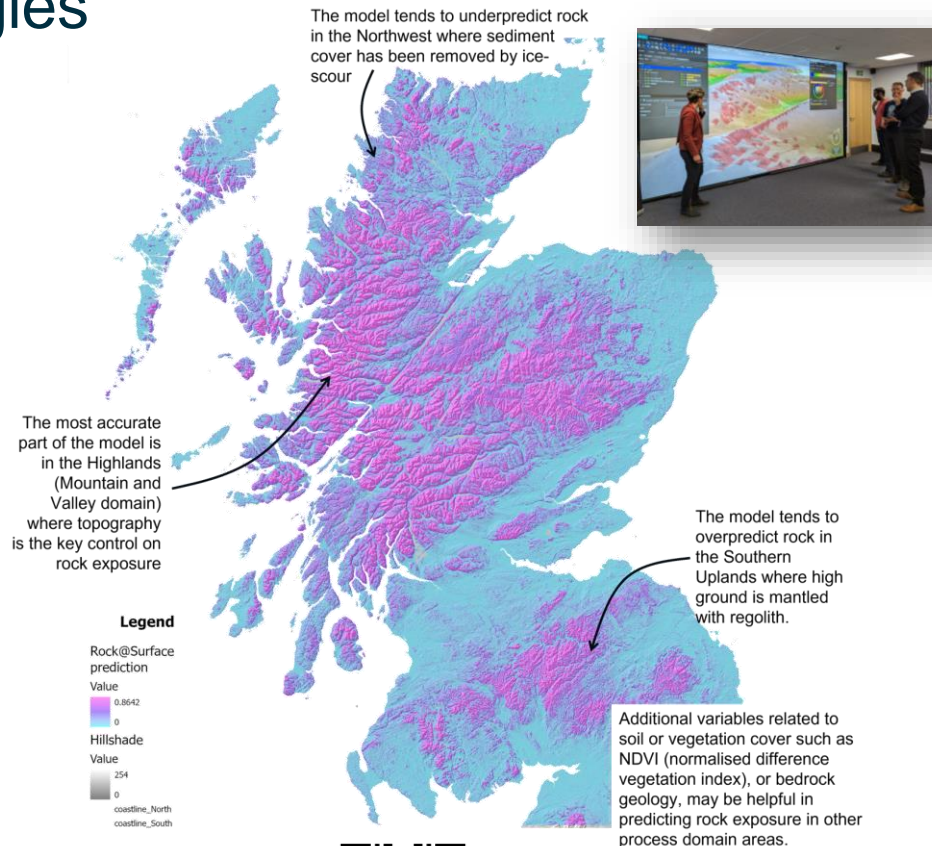 gies
The model tends to underpredict rock
in the Northwest where sediment
cover has been removed by ice-
scour
The most accurate
part of the model is
in the Highlands
(Mountain and
Valley domain)
where topography
is the key control on
rock exposure
The model tends to
overpredict rock in
the Southern
Uplands where high
ground is mantled
with regolith.
Legend
Rock@Surface
prediction
Value
0.8642
0
Hillshade
Value
254
0
coastline_North
coastline_South
Additional variables related to
soil or vegetation cover such as
NDVI (normalised difference
vegetation index), or bedrock
geology, may be helpful in
predicting rock exposure in other
process domain areas.